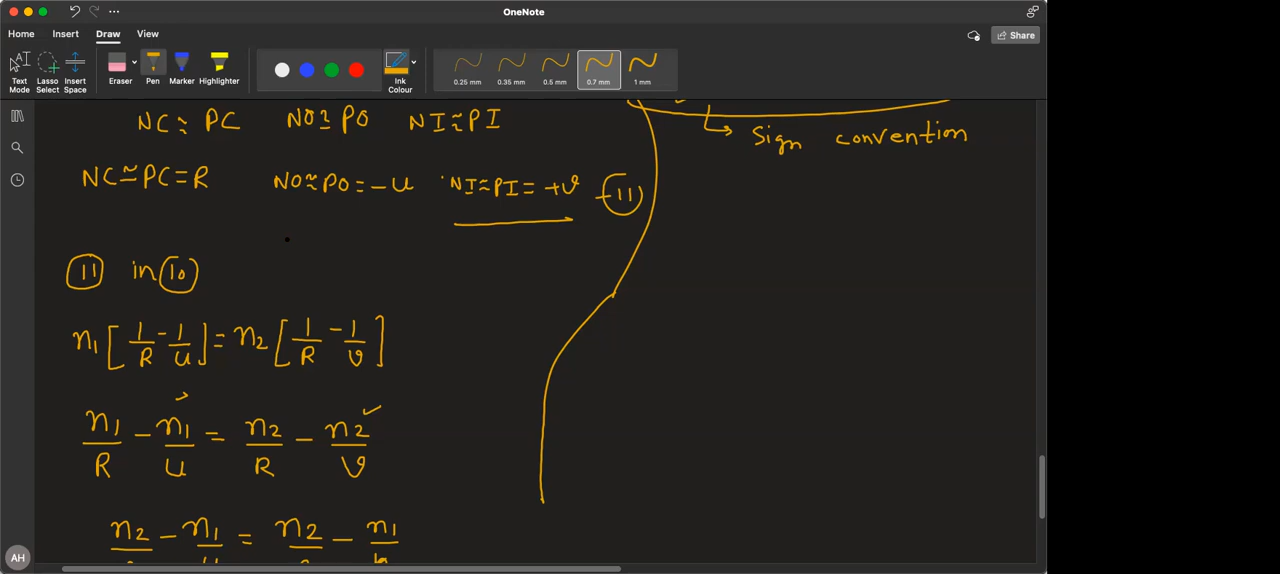 OneNote
Home Insert Draw View
Share
Text Mode Lasso Select Insert Space Eraser Pen Marker Highlighter Ink Colour 0.25 mm 0.35 mm 0.5 mm 0.7 mm 1 mm
NC ≈ PC NO ≈ PO NI ≈ PI
→ Sign convention
NC ≈ PC = R NO ≈ PO = -u NI ≈ PI = +v - 11
11 in 10
n₁ [1/R - 1/u] = n₂ [1/R - 1/v]
n₁/R - n₁/u = n₂/R - n₂/v
n₂ - n₁ = n₂ - n₁
AH